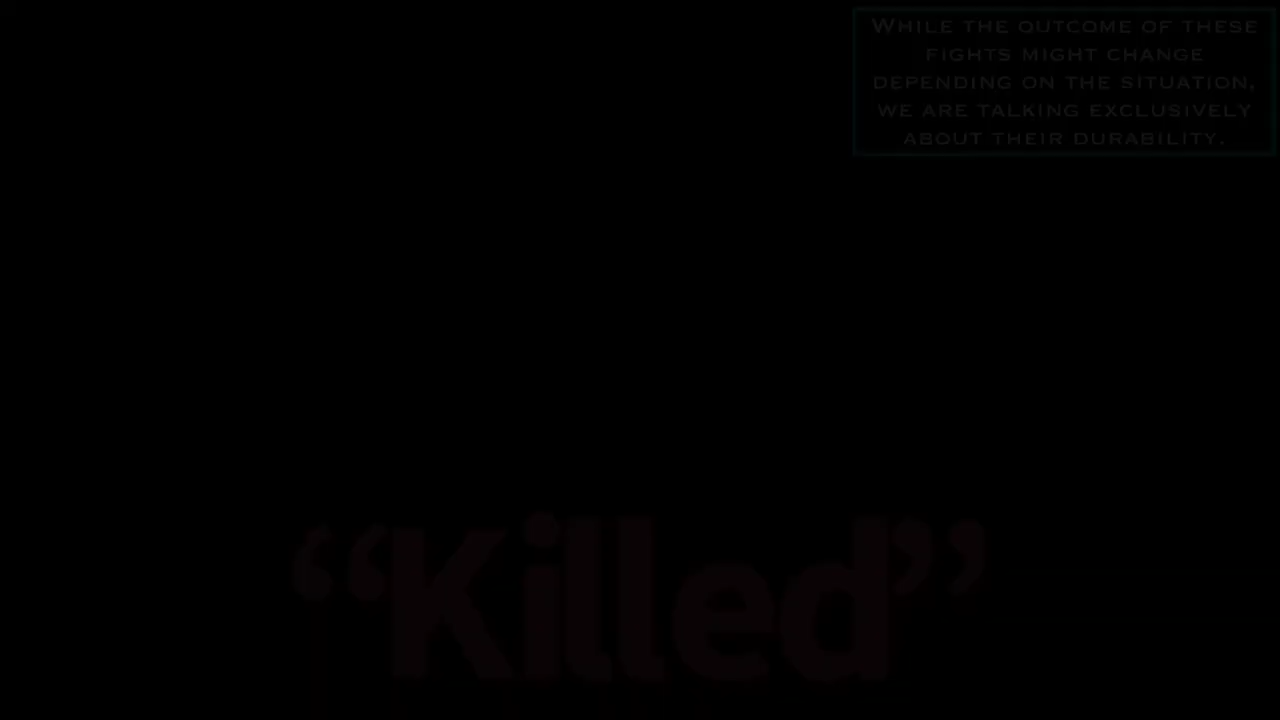 WHILE THE OUTCOME OF THESE
FIGHTS MIGHT CHANGE
DEPENDING ON THE SITUATION,
WE ARE TALKING EXCLUSIVELY
ABOUT THEIR DURABILITY.
“Killed”